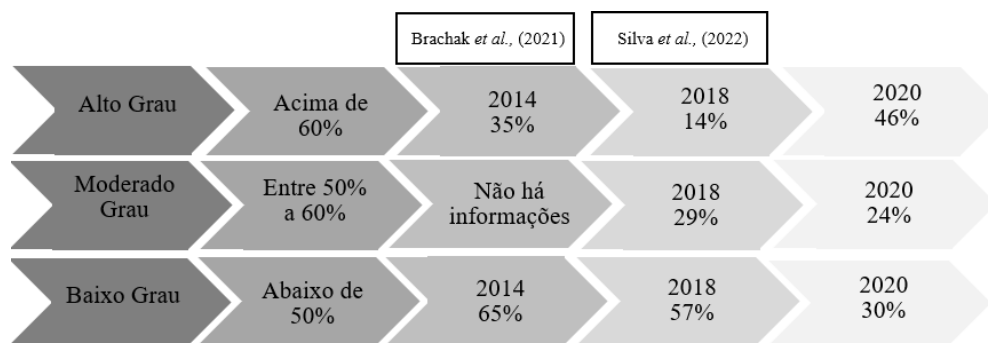 Brachak et al., (2021)
Silva et al., (2022)
Alto Grau
Acima de
60%
2014
35%
2018
14%
2020
46%
Moderado
Grau
Entre 50%
a 60%
Não há
informações
2018
29%
2020
24%
Baixo Grau
Abaixo de
50%
2014
65%
2018
57%
2020
30%